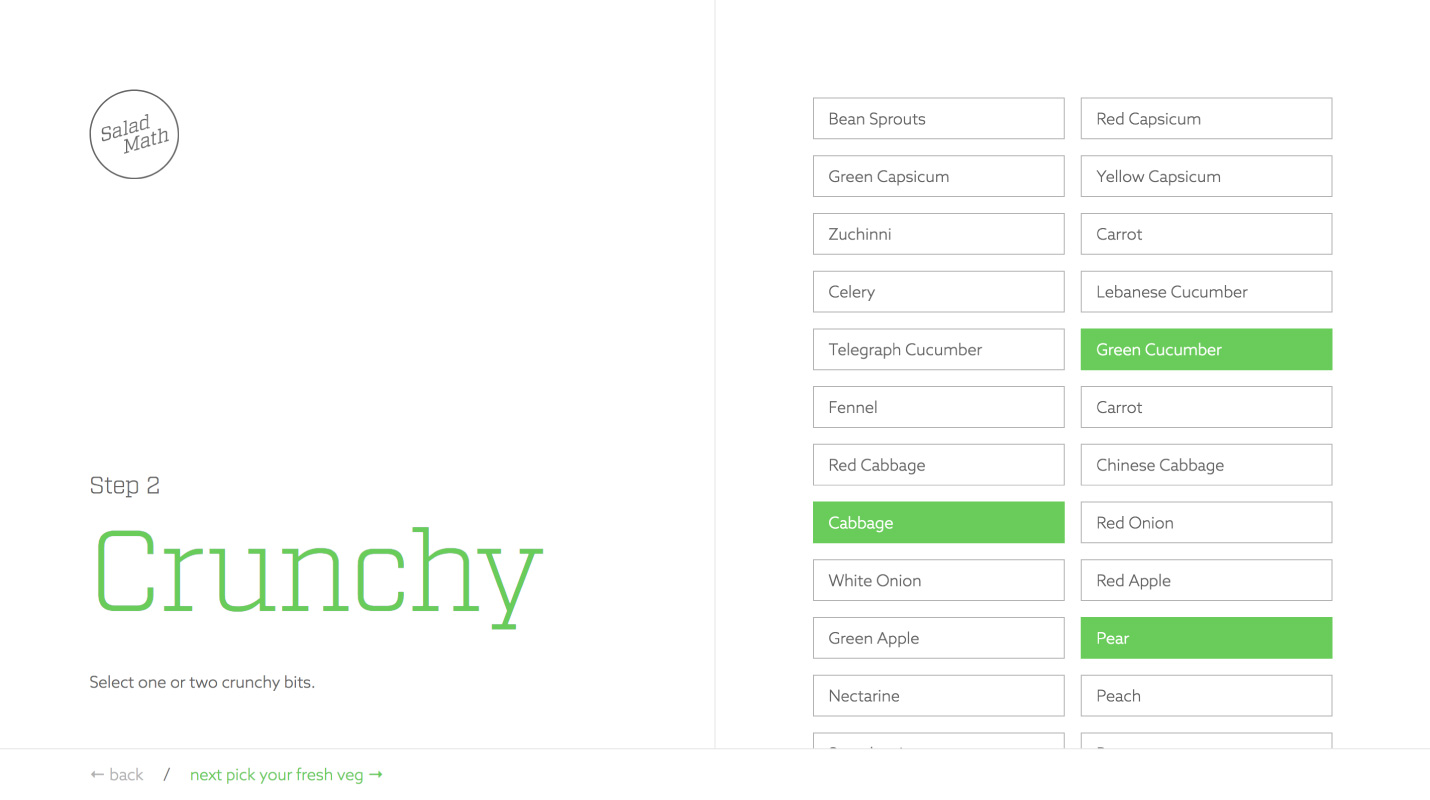 Salad
Math
Step 2
Crunchy
Select one or two crunchy bits.
Bean Sprouts
Red Capsicum
Green Capsicum
Yellow Capsicum
Zuchinni
Carrot
Celery
Lebanese Cucumber
Telegraph Cucumber
Green Cucumber
Fennel
Carrot
Red Cabbage
Chinese Cabbage
Cabbage
Red Onion
White Onion
Red Apple
Green Apple
Pear
Nectarine
Peach
← back / next pick your fresh veg →